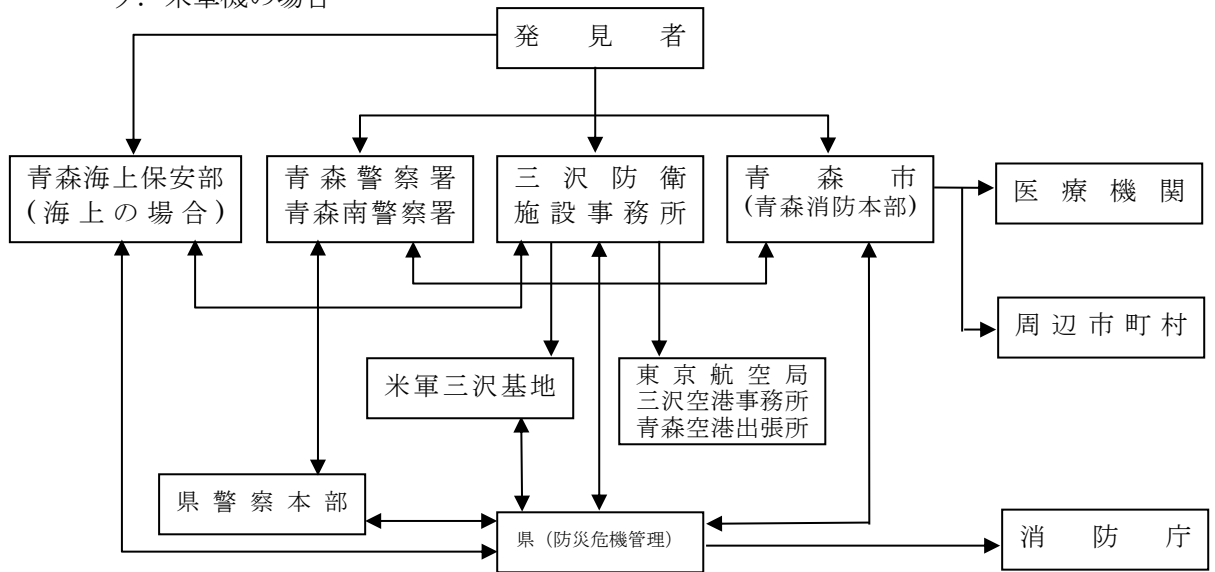 米軍機の場合
発見者
青森海上保安部
(海上の場合)
青森警察署
青森南警察署
三沢防衛
施設事務所
青森市
(青森消防本部)
医療機関
周辺市町村
米軍三沢基地
東京航空局
三沢空港事務所
青森空港出張所
県警察本部
県(防災危機管理)
消防庁